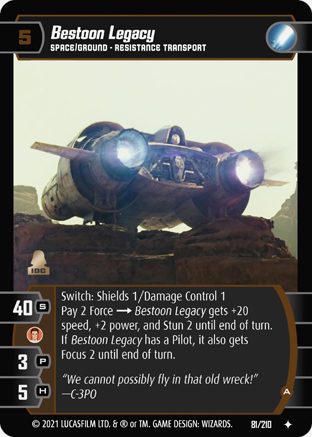 5 Bestoon Legacy
SPACE/GROUND - RESISTANCE TRANSPORT
IDC
40 S
3 P
5 H
Switch: Shields 1/Damage Control 1
Pay 2 Force → Bestoon Legacy gets +20
speed, +2 power, and Stun 2 until end of turn.
If Bestoon Legacy has a Pilot, it also gets
Focus 2 until end of turn.
“We cannot possibly fly in that old wreck!”
—C-3PO
A
© 2021 LUCASFILM LTD. & ® or TM. GAME DESIGN: WIZARDS. 81/210